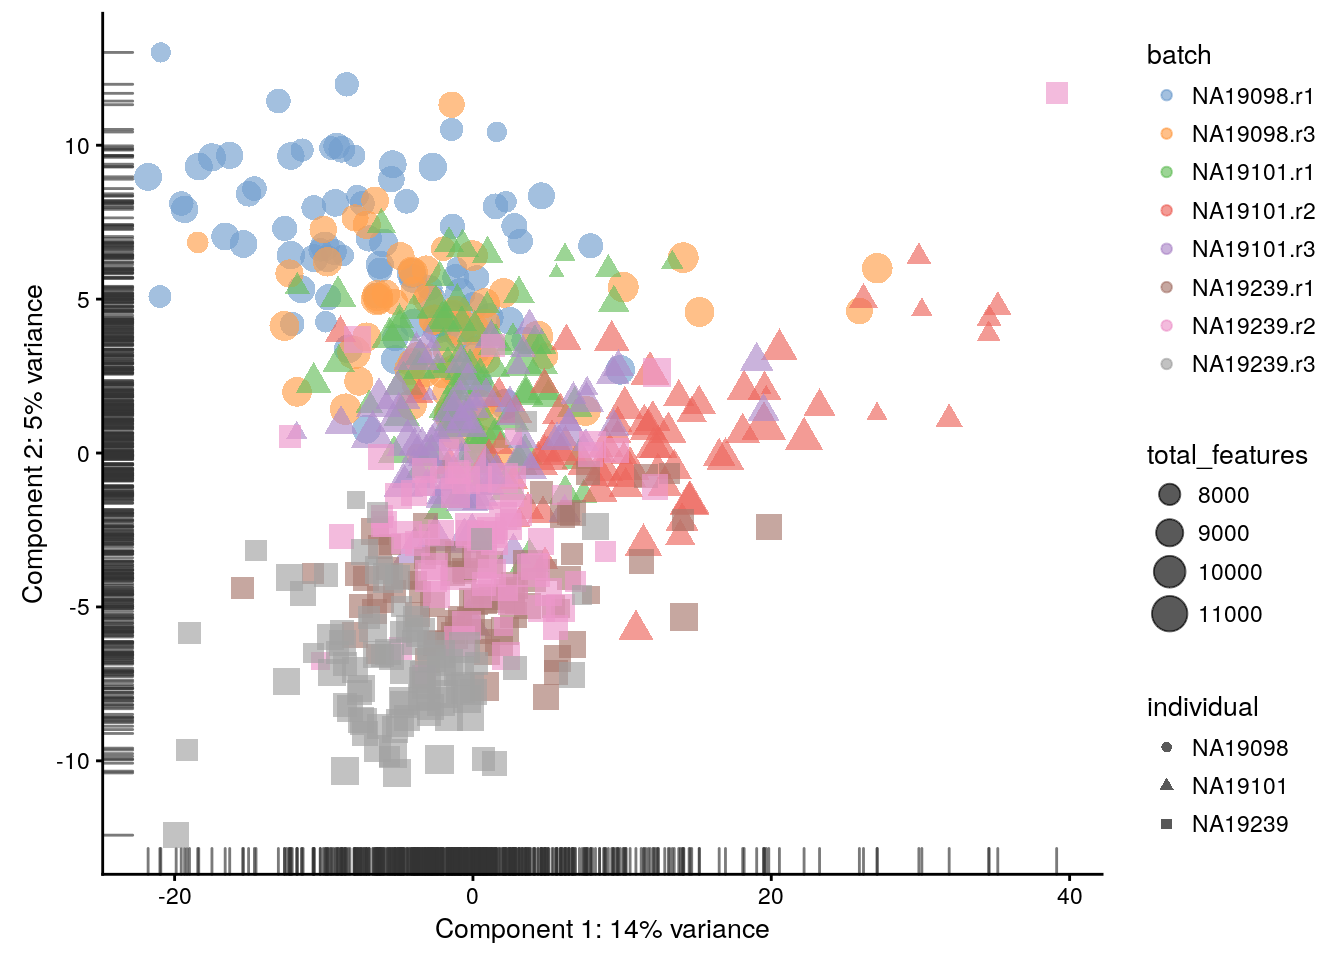 batch
NA19098.r1
NA19098.r3
NA19101.r1
NA19101.r2
NA19101.r3
NA19239.r1
NA19239.r2
NA19239.r3
total_features
8000
9000
10000
11000
individual
NA19098
NA19101
NA19239
Component 2: 5% variance
10
5
0
-5
-10
-20
0
20
40
Component 1: 14% variance